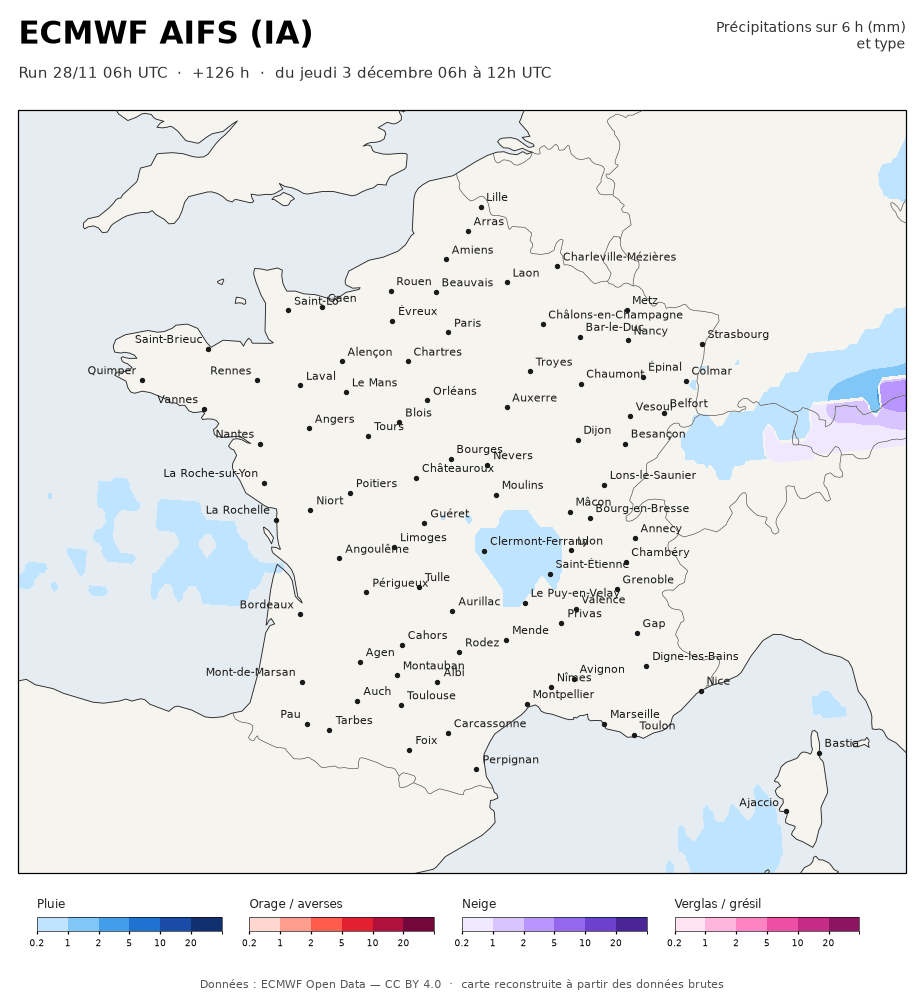 ECMWF AIFS (IA)
Précipitations sur 6 h (mm)
et type
Run 28/11 06h UTC · +126 h · du jeudi 3 décembre 06h à 12h UTC
Lille
Arras
Amiens
Charleville-Mézières
Laon
Rouen
Beauvais
Saint-Lô
Caen
Metz
Évreux
Châlons-en-Champagne
Paris
Bar-le-Duc
Nancy
Strasbourg
Saint-Brieuc
Alençon
Chartres
Troyes
Épinal
Quimper
Rennes
Laval
Le Mans
Chaumont
Colmar
Vannes
Orléans
Auxerre
Vesoul
Belfort
Blois
Nantes
Angers
Tours
Dijon
Besançon
Bourges
Nevers
La Roche-sur-Yon
Châteauroux
Poitiers
Moulins
Lons-le-Saunier
La Rochelle
Niort
Guéret
Mâcon
Bourg-en-Bresse
Annecy
Limoges
Clermont-Ferrand
Lyon
Angoulême
Chambéry
Saint-Étienne
Périgueux
Tulle
Grenoble
Bordeaux
Aurillac
Le Puy-en-Velay
Valence
Privas
Mende
Gap
Cahors
Rodez
Agen
Digne-les-Bains
Mont-de-Marsan
Montauban
Albi
Nîmes
Avignon
Nice
Auch
Toulouse
Montpellier
Pau
Tarbes
Carcassonne
Marseille
Toulon
Foix
Bastia
Perpignan
Ajaccio
Pluie
Orage / averses
Neige
Verglas / grésil
0.2 1 2 5 10 20
0.2 1 2 5 10 20
0.2 1 2 5 10 20
0.2 1 2 5 10 20
Données : ECMWF Open Data — CC BY 4.0 · carte reconstruite à partir des données brutes